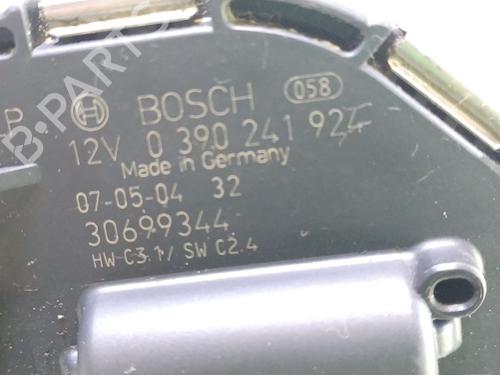 P BOSCH 058
12V 0 390 241 924
Made in Germany
07-05-04 32
30699344
HW-C3.1/ SW C2.4
B-PARTS